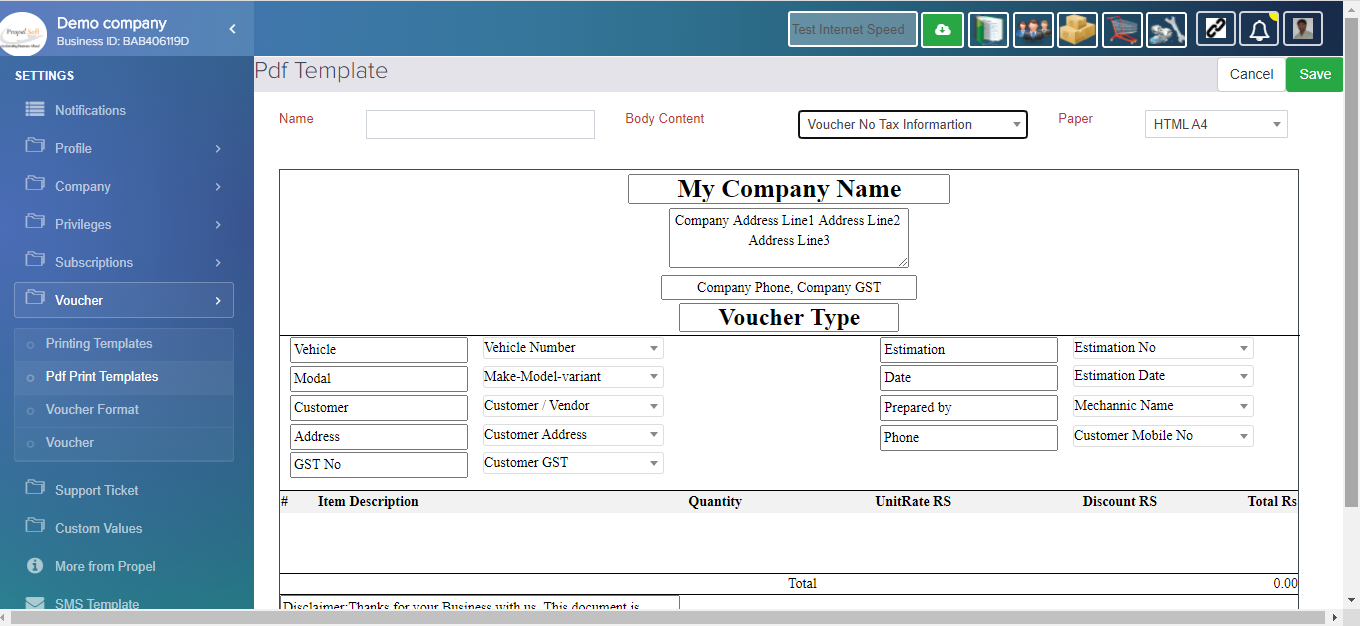 Propel Soft
Demo company
Business ID: BAB406119D
Test Internet Speed
SETTINGS
Notifications
Profile
Company
Privileges
Subscriptions
Voucher
Printing Templates
Pdf Print Templates
Voucher Format
Voucher
Support Ticket
Custom Values
More from Propel
SMS Template
Pdf Template
Cancel
Save
Name
Body Content
Voucher No Tax Informartion
Paper
HTML A4
My Company Name
Company Address Line1 Address Line2
Address Line3
Company Phone, Company GST
Voucher Type
Vehicle Vehicle Number Estimation Estimation No
Modal Make-Model-variant Date Estimation Date
Customer Customer / Vendor Prepared by Mechannic Name
Address Customer Address Phone Customer Mobile No
GST No Customer GST
# Item Description Quantity UnitRate RS Discount RS Total Rs
Total 0.00
Disclaimer:Thanks for your Business with us. This document is